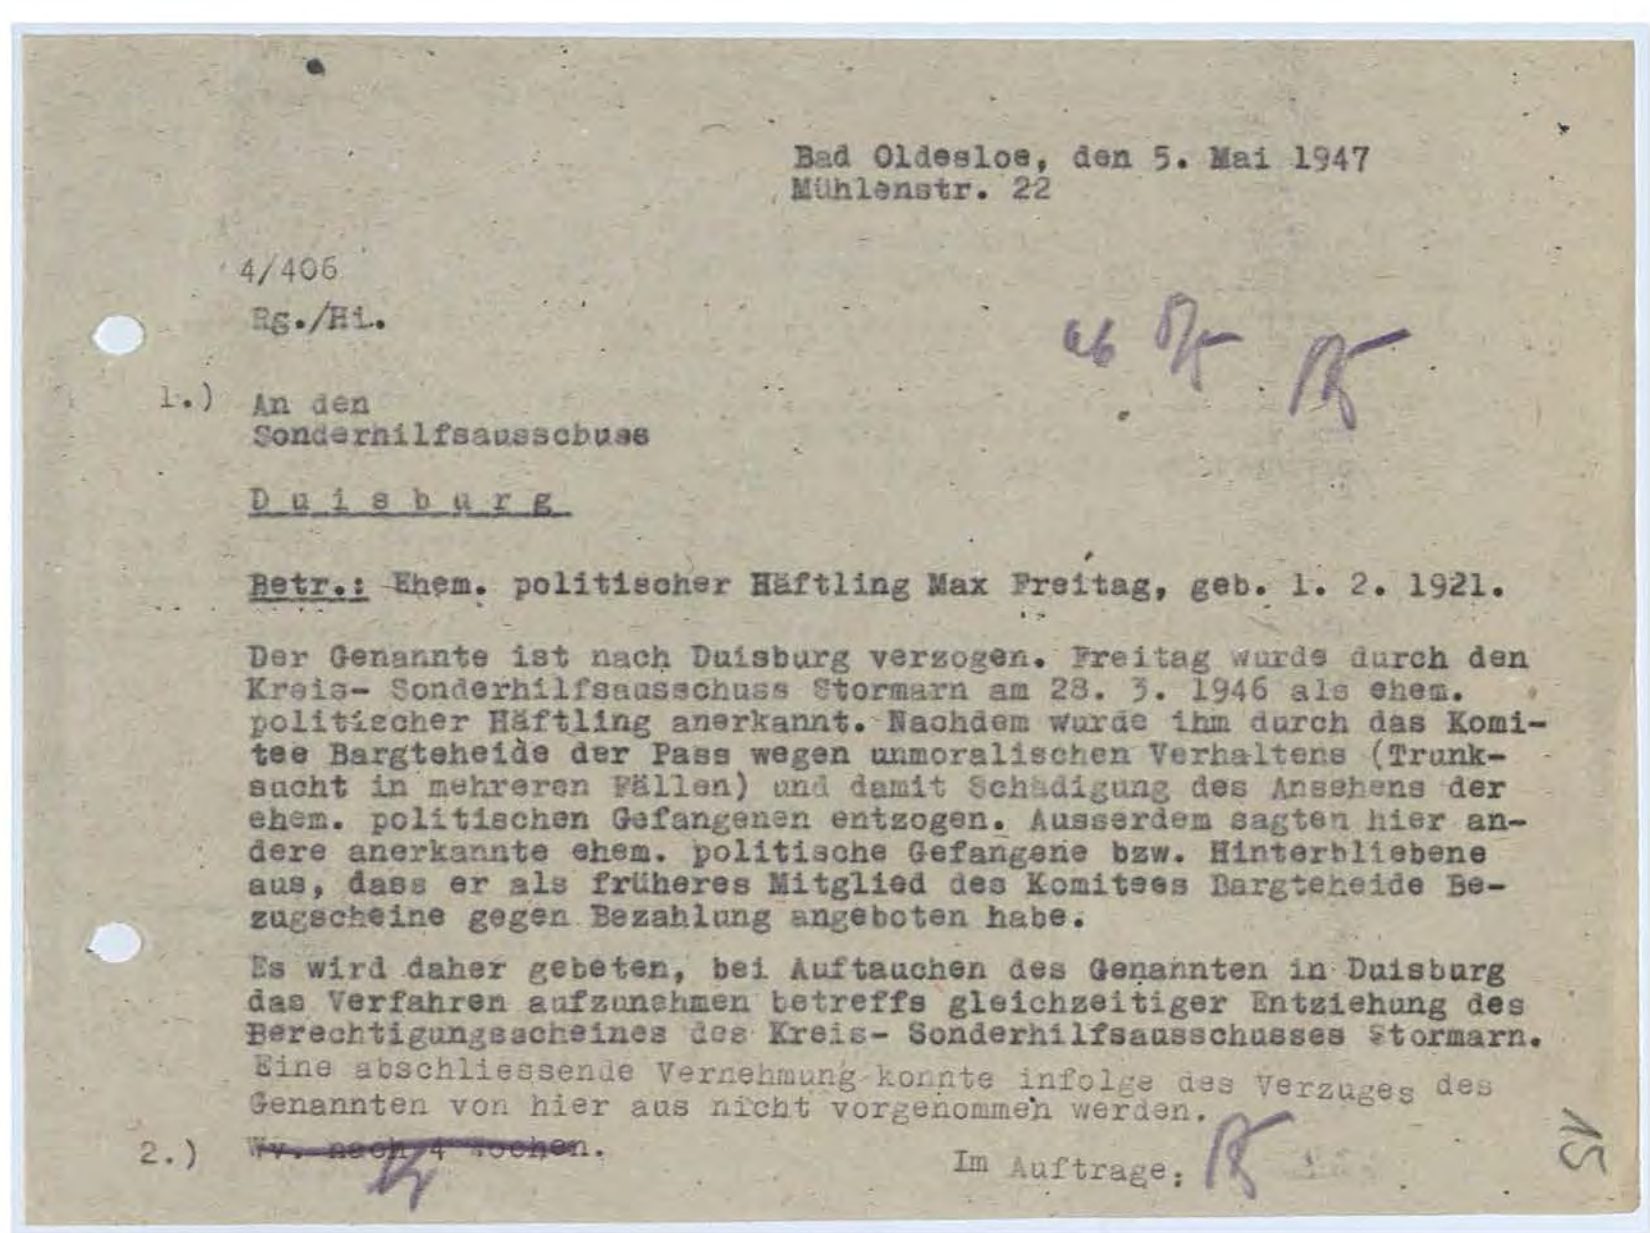 Bad Oldesloe, den 5. Mai 1947
Mühlenstr. 22
4/406
Rg./Hi.
ab 8/5
1.) An den
Sonderhilfsausschuss
Duisburg
Betr.: Ehem. politischer Häftling Max Freitag, geb. 1. 2. 1921.
Der Genannte ist nach Duisburg verzogen. Freitag wurde durch den
Kreis- Sonderhilfsausschuss Stormarn am 28. 3. 1946 als ehem.
politischer Häftling anerkannt. Nachdem wurde ihm durch das Komi-
tee Bargteheide der Pass wegen unmoralischen Verhaltens (Trunk-
sucht in mehreren Fällen) und damit Schädigung des Ansehens der
ehem. politischen Gefangenen entzogen. Ausserdem sagten hier an-
dere anerkannte ehem. politische Gefangene bzw. Hinterbliebene
aus, dass er als früheres Mitglied des Komitees Bargteheide Be-
zugscheine gegen Bezahlung angeboten habe.
Es wird daher gebeten, bei Auftauchen des Genannten in Duisburg
das Verfahren aufzunehmen betreffs gleichzeitiger Entziehung des
Berechtigungsscheines des Kreis- Sonderhilfsausschusses Stormarn.
Eine abschliessende Vernehmung konnte infolge des Verzuges des
Genannten von hier aus nicht vorgenommen werden.
2.) Wv. nach 4 Wochen.
Im Auftrage:
15